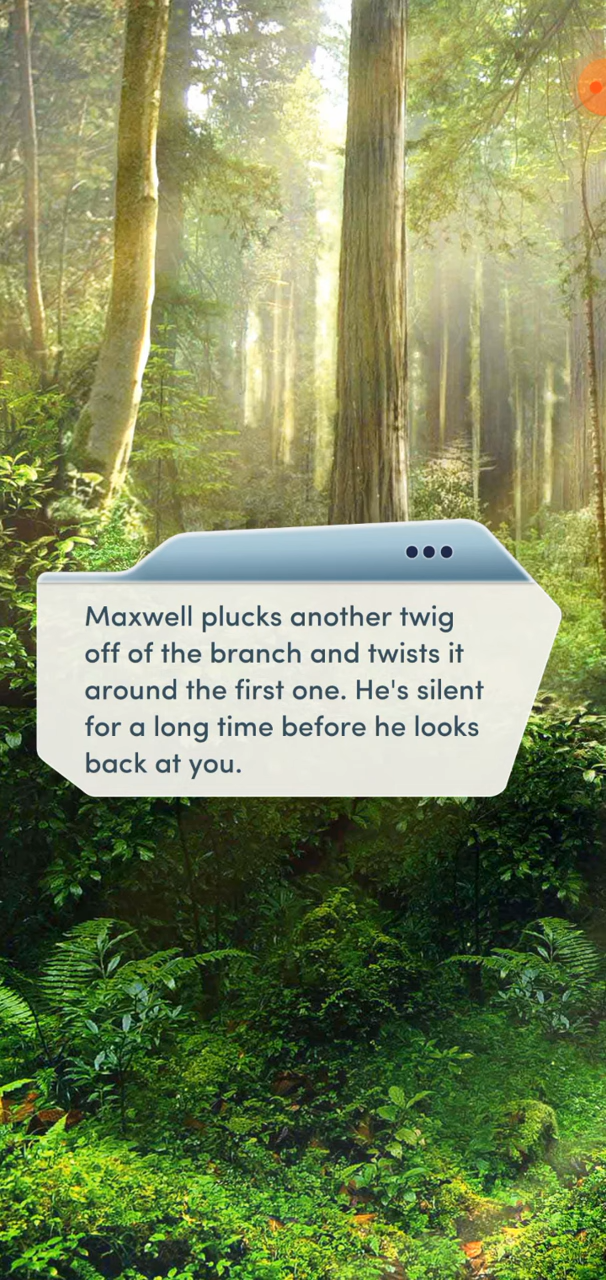 Maxwell plucks another twig
off of the branch and twists it
around the first one. He's silent
for a long time before he looks
back at you.